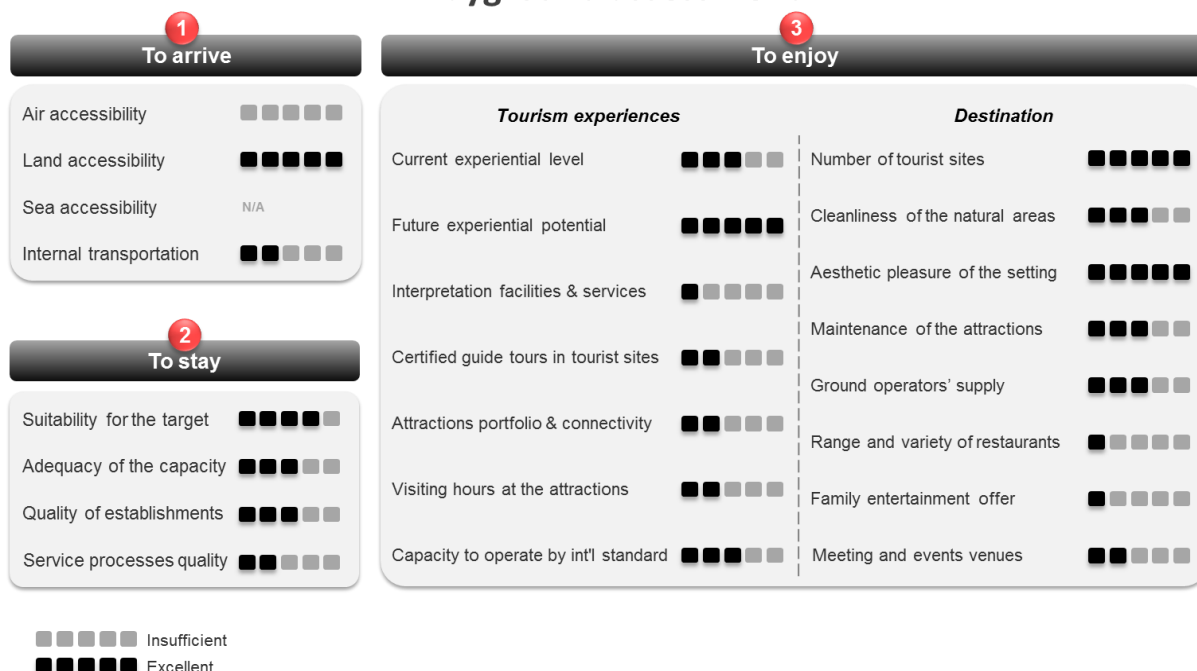 1
To arrive
Air accessibility
Land accessibility
Sea accessibility N/A
Internal transportation
2
To stay
Suitability for the target
Adequacy of the capacity
Quality of establishments
Service processes quality
3
To enjoy
Tourism experiences
Current experiential level
Future experiential potential
Interpretation facilities & services
Certified guide tours in tourist sites
Attractions portfolio & connectivity
Visiting hours at the attractions
Capacity to operate by int'l standard
Destination
Number of tourist sites
Cleanliness of the natural areas
Aesthetic pleasure of the setting
Maintenance of the attractions
Ground operators’ supply
Range and variety of restaurants
Family entertainment offer
Meeting and events venues
Insufficient
Excellent